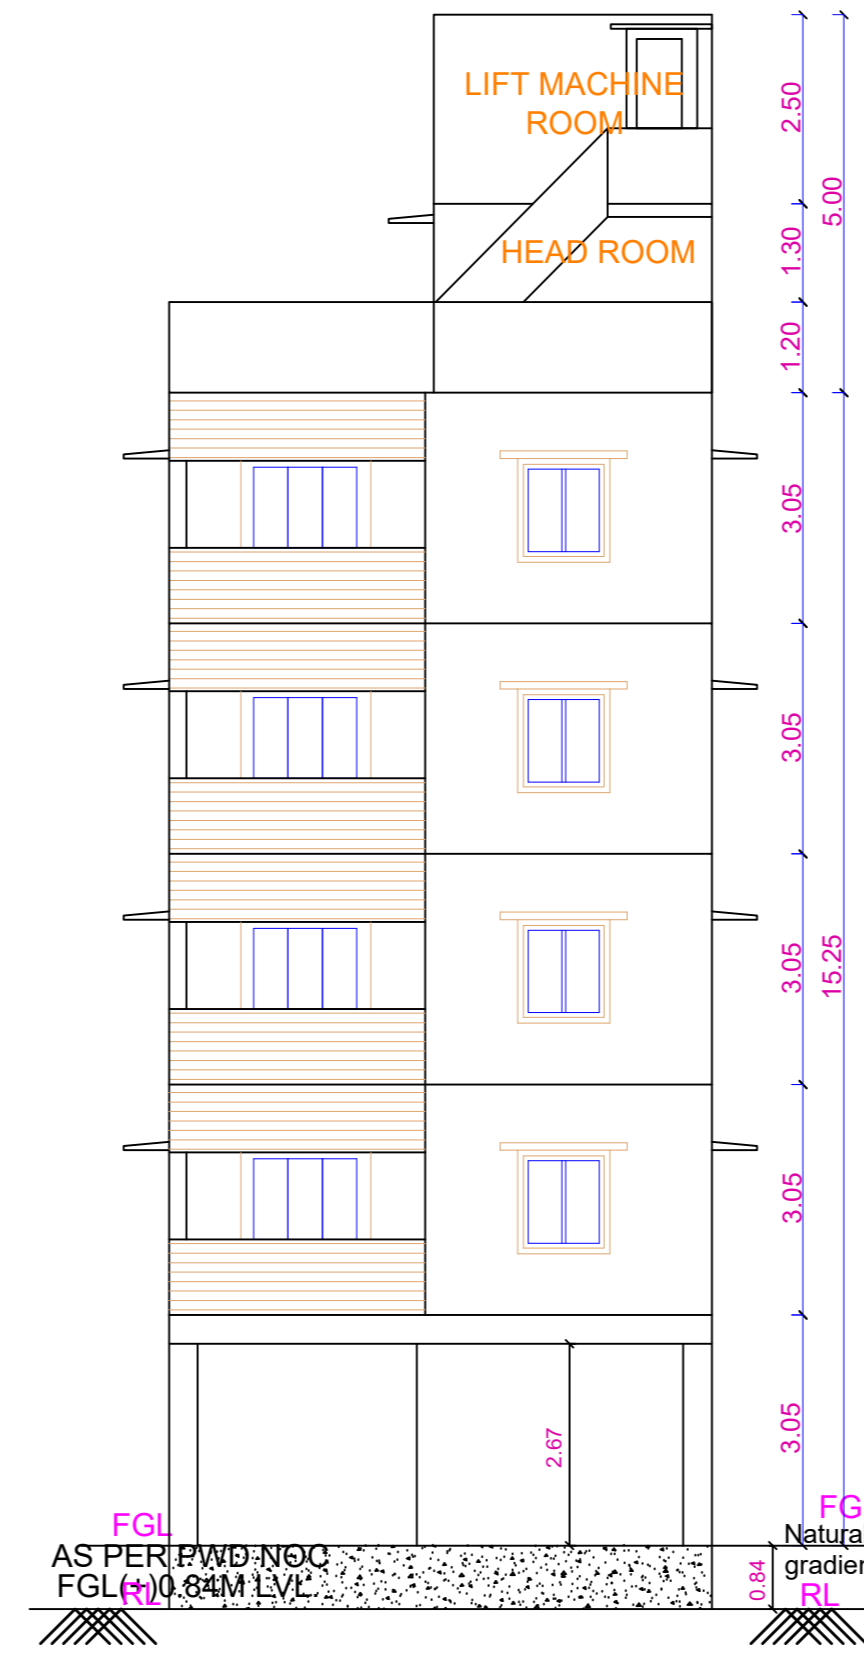 LIFT MACHINE
ROOM
2.50
5.00
HEAD ROOM
1.30
1.20
3.05
3.05
3.05
15.25
3.05
3.05
2.67
FGL
FG
AS PER PWD NOC
FGL(+)0.84M LVL.
RL
Natura
gradier
0.84
RL